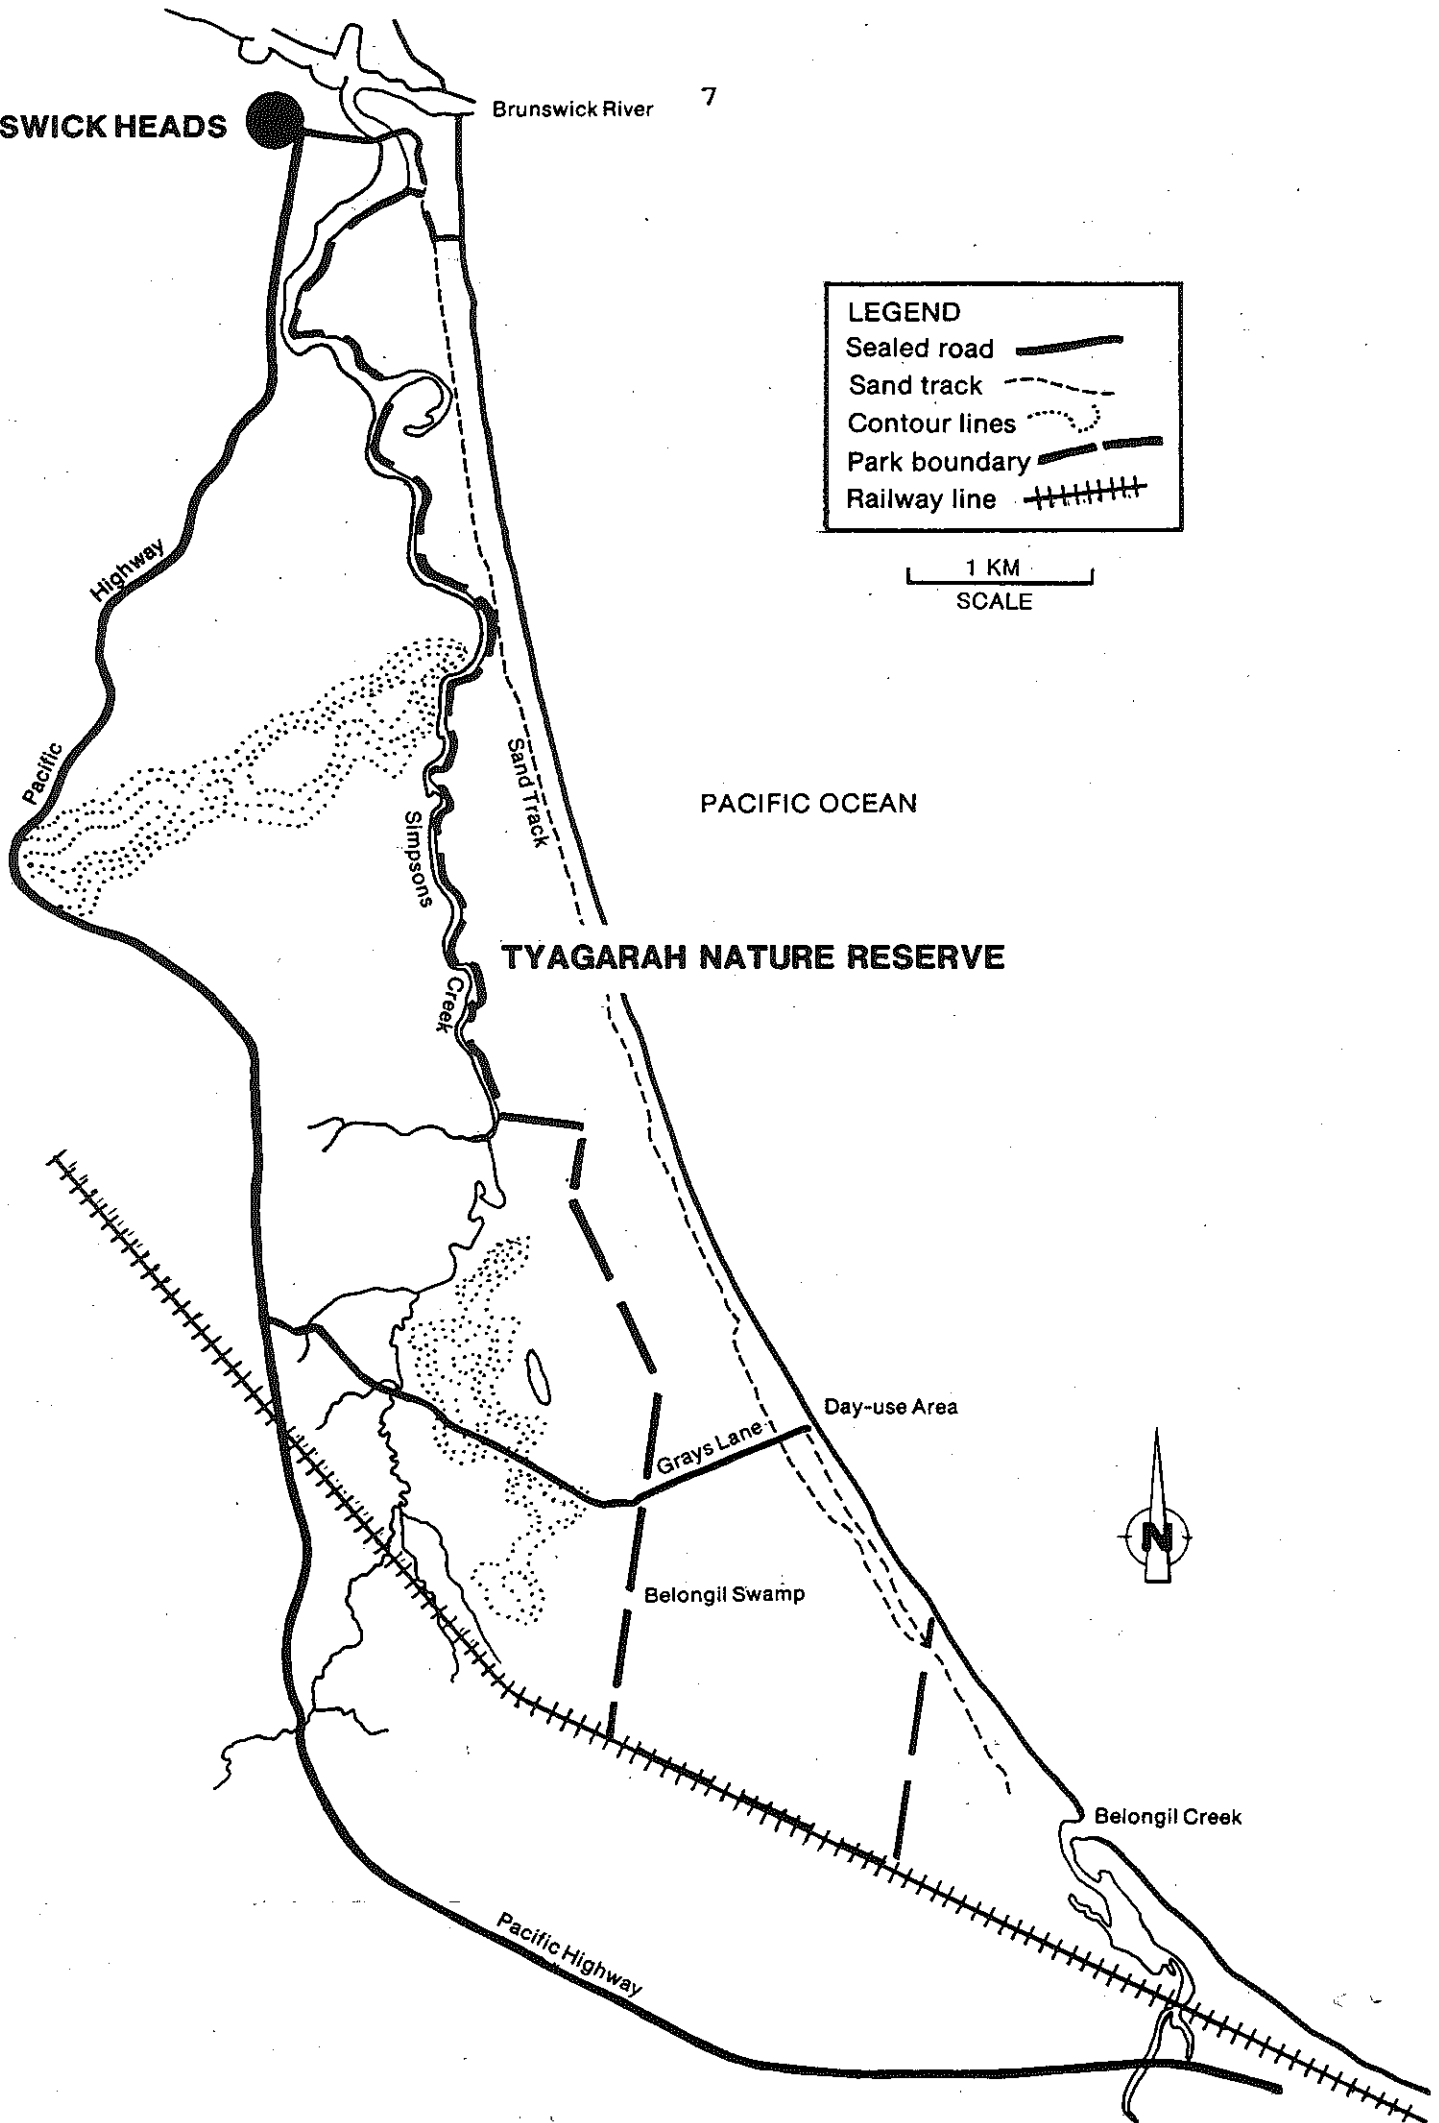 7
Brunswick River
SWICK HEADS
LEGEND
Sealed road
Sand track
Contour lines
Park boundary
Railway line
1 KM
SCALE
Highway
Pacific
Sand Track
PACIFIC OCEAN
Simpsons
TYAGARAH NATURE RESERVE
Creek
Day-use Area
Grays Lane
N
Belongil Swamp
Belongil Creek
Pacific Highway